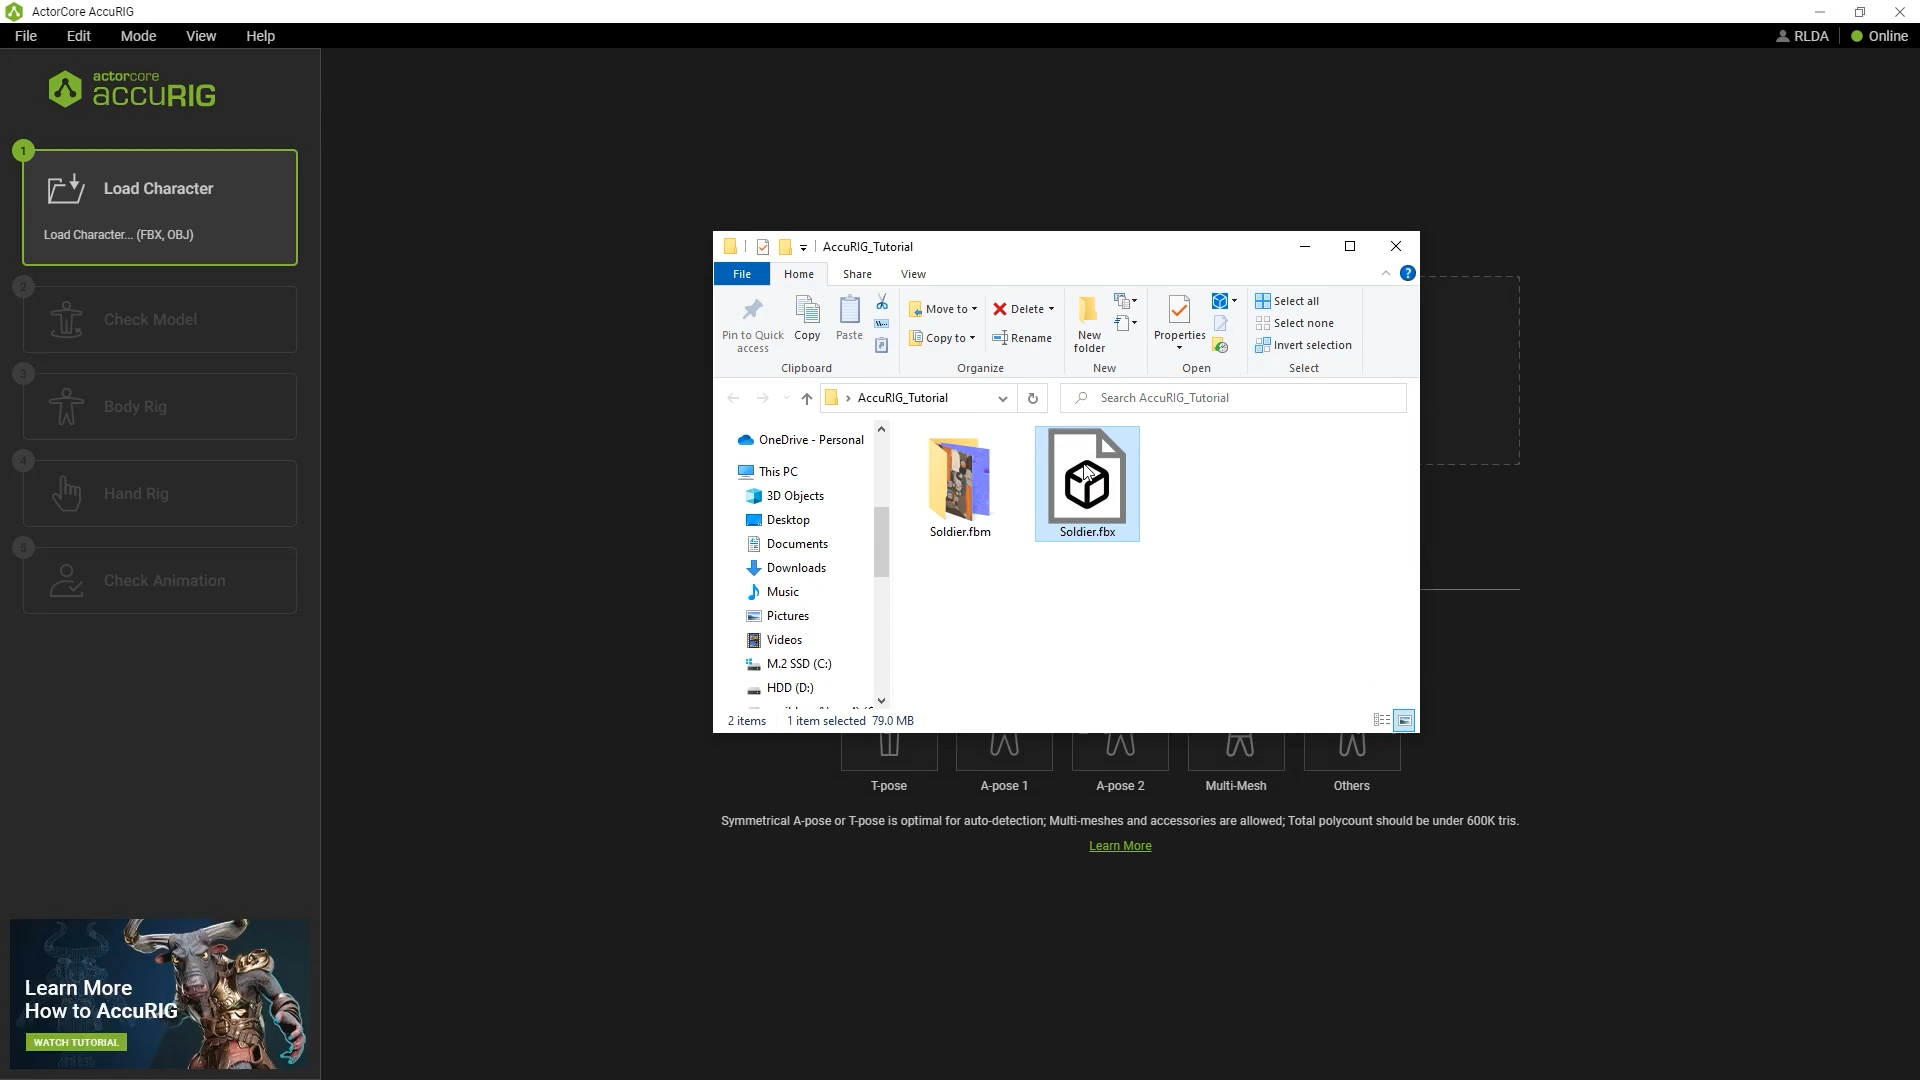 ActorCore AccuRIG
File Edit Mode View Help
RLDA Online
actorcore
accuRIG
1
Load Character
Load Character... (FBX, OBJ)
2
Check Model
3
Body Rig
4
Hand Rig
5
Check Animation
Learn More
How to AccuRIG
WATCH TUTORIAL
AccuRIG_Tutorial
File Home Share View
Pin to Quick access
Copy
Paste
Clipboard
Move to
Copy to
Delete
Rename
Organize
New folder
New
Properties
Open
Select all
Select none
Invert selection
Select
AccuRIG_Tutorial
Search AccuRIG_Tutorial
OneDrive - Personal
This PC
3D Objects
Desktop
Documents
Downloads
Music
Pictures
Videos
M.2 SSD (C:)
HDD (D:)
Soldier.fbm
Soldier.fbx
2 items 1 item selected 79.0 MB
T-pose A-pose 1 A-pose 2 Multi-Mesh Others
Symmetrical A-pose or T-pose is optimal for auto-detection; Multi-meshes and accessories are allowed; Total polycount should be under 600K tris.
Learn More